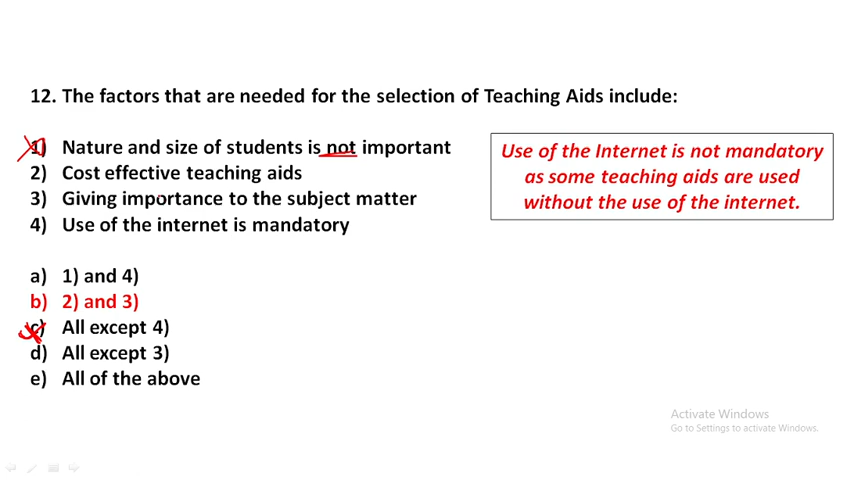 12. The factors that are needed for the selection of Teaching Aids include:
1) Nature and size of students is not important
2) Cost effective teaching aids
3) Giving importance to the subject matter
4) Use of the internet is mandatory
Use of the Internet is not mandatory
as some teaching aids are used
without the use of the internet.
a) 1) and 4)
b) 2) and 3)
c) All except 4)
d) All except 3)
e) All of the above
Activate Windows
Go to Settings to activate Windows.